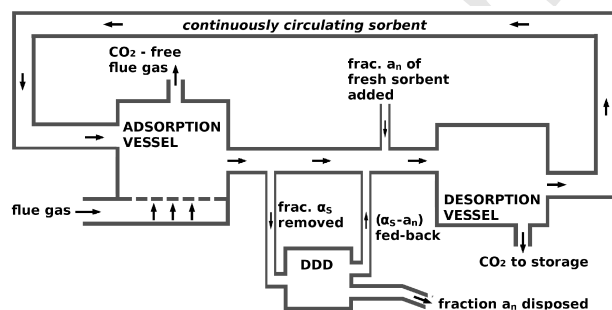 continuously circulating sorbent
CO₂ - free
flue gas
frac. aₙ of
fresh sorbent
added
ADSORPTION
VESSEL
flue gas
frac. αₛ
removed
(αₛ-aₙ)
fed-back
DESORPTION
VESSEL
DDD
CO₂ to storage
fraction aₙ disposed